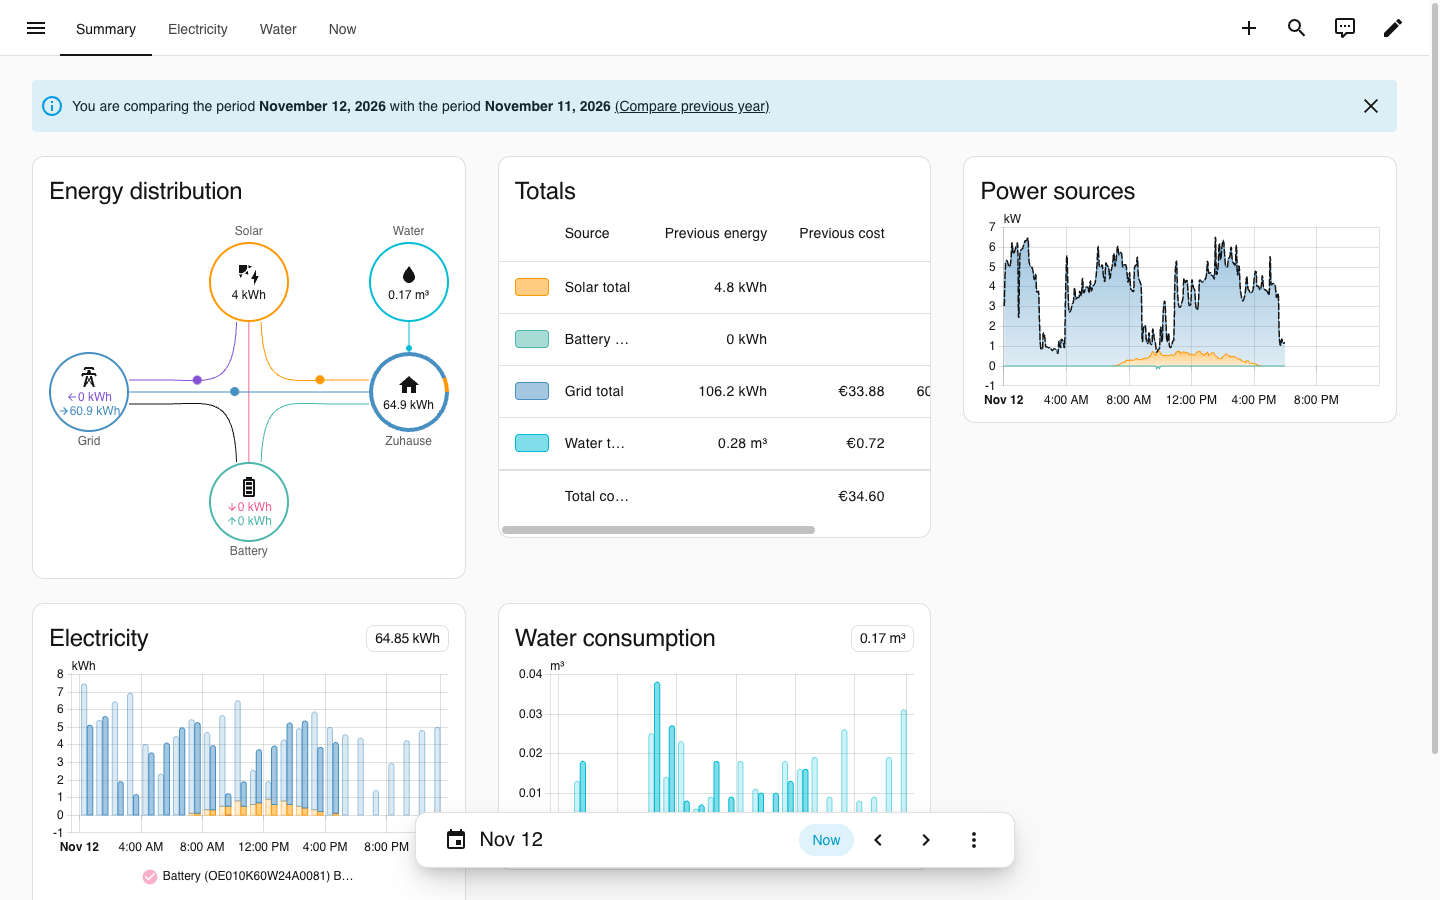 Summary Electricity Water Now
You are comparing the period November 12, 2026 with the period November 11, 2026 (Compare previous year)
Energy distribution
Solar Water
4 kWh 0.17 m³
←0 kWh
→60.9 kWh
64.9 kWh
Grid Zuhause
↓0 kWh
↑0 kWh
Battery
Totals
Source Previous energy Previous cost
Solar total 4.8 kWh
Battery ... 0 kWh
Grid total 106.2 kWh €33.88 60
Water t... 0.28 m³ €0.72
Total co... €34.60
Power sources
kW
7
6
5
4
3
2
1
0
-1
Nov 12 4:00 AM 8:00 AM 12:00 PM 4:00 PM 8:00 PM
Electricity 64.85 kWh
kWh
8
7
6
5
4
3
2
1
0
-1
Nov 12 4:00 AM 8:00 AM 12:00 PM 4:00 PM 8:00 PM
Battery (OE010K60W24A0081) B...
Water consumption 0.17 m³
m³
0.04
0.03
0.02
0.01
Nov 12 Now